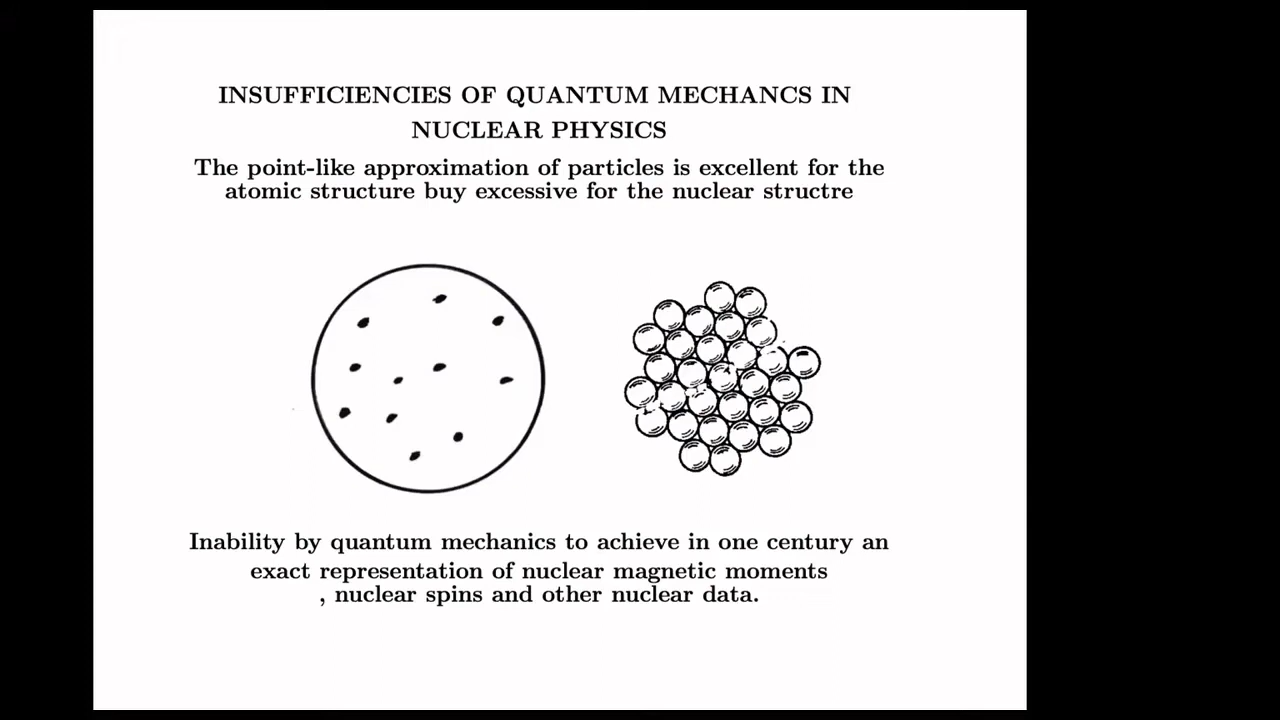 INSUFFICIENCIES OF QUANTUM MECHANCS IN
NUCLEAR PHYSICS
The point-like approximation of particles is excellent for the
atomic structure buy excessive for the nuclear structre
Inability by quantum mechanics to achieve in one century an
exact representation of nuclear magnetic moments
, nuclear spins and other nuclear data.